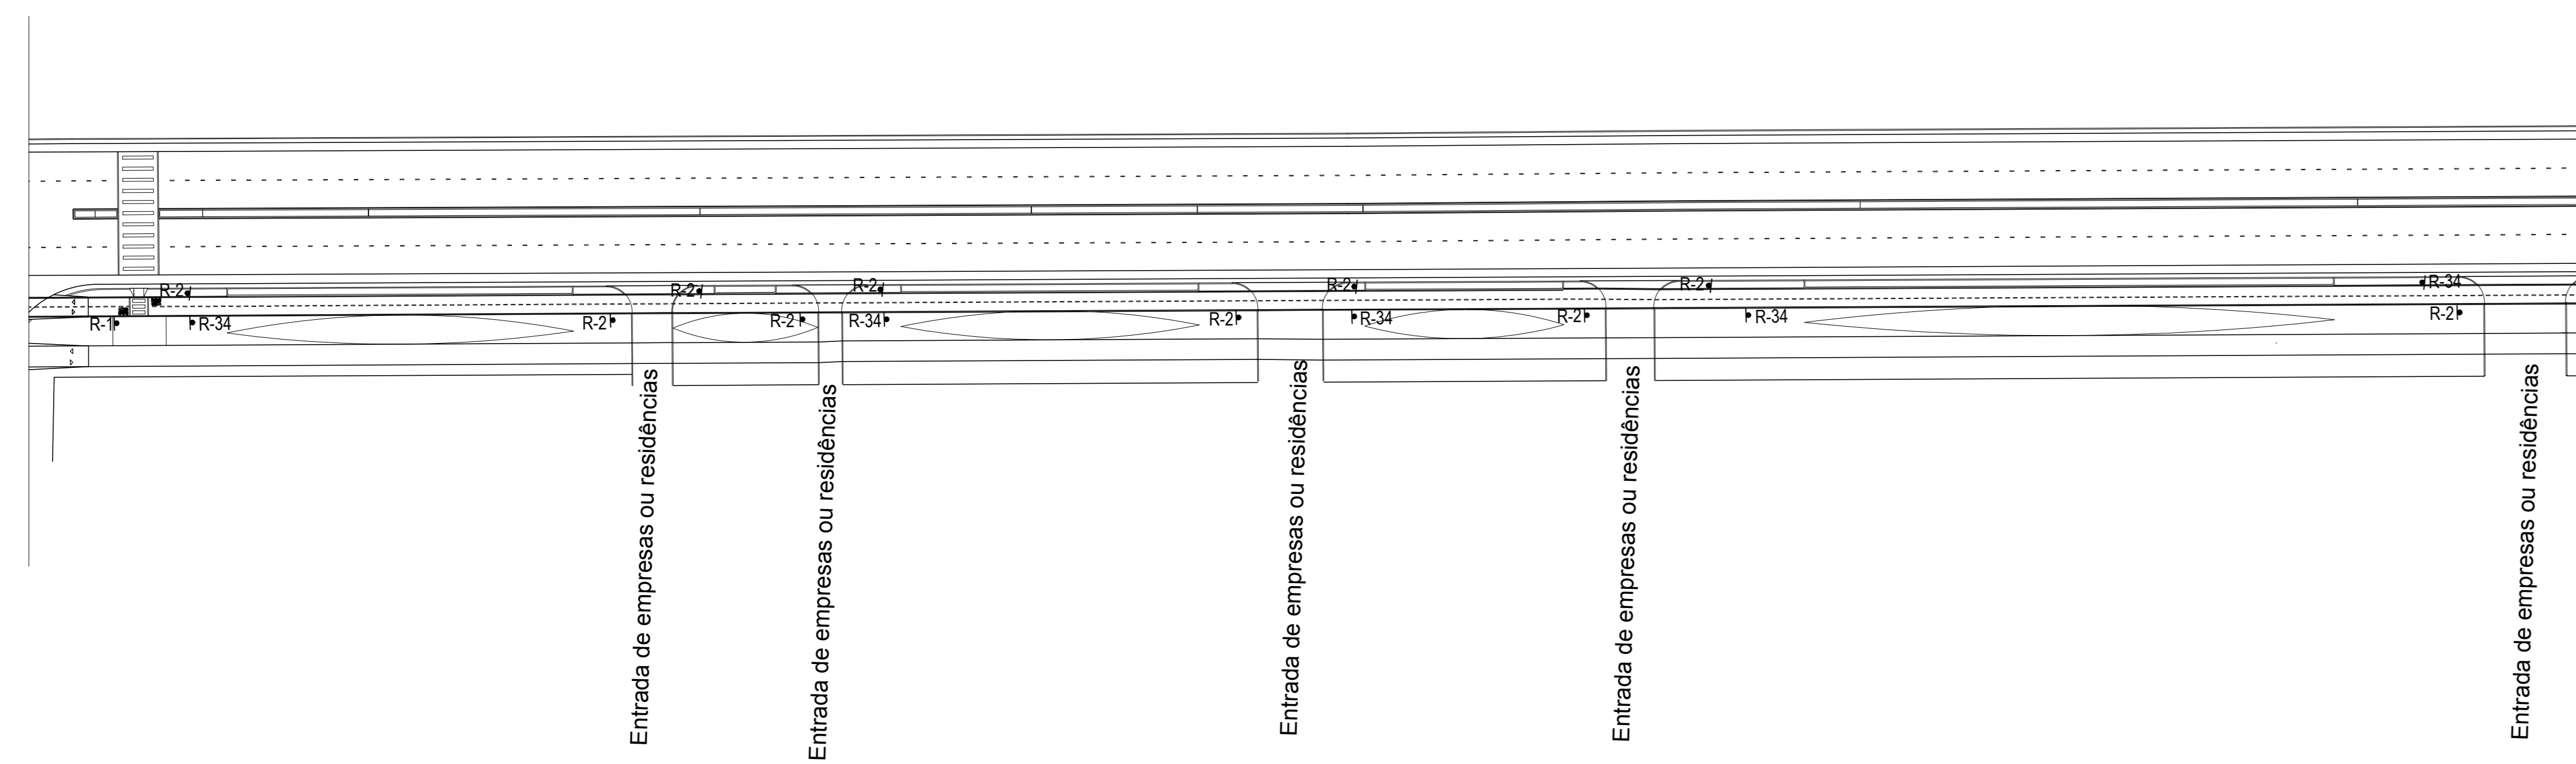 R-2
R-2
R-2
R-2
R-2
R-34
R-1
R-34
R-2
R-2
R-34
R-2
R-34
R-2
R-34
R-2
Entrada de empresas ou residências
Entrada de empresas ou residências
Entrada de empresas ou residências
Entrada de empresas ou residências
Entrada de empresas ou residências